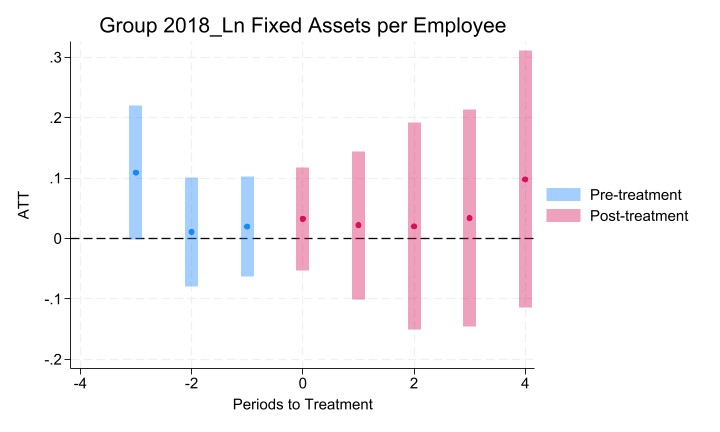 Group 2018_Ln Fixed Assets per Employee
.3
.2
.1
0
-.1
-.2
ATT
-4
-2
0
2
4
Periods to Treatment
Pre-treatment
Post-treatment